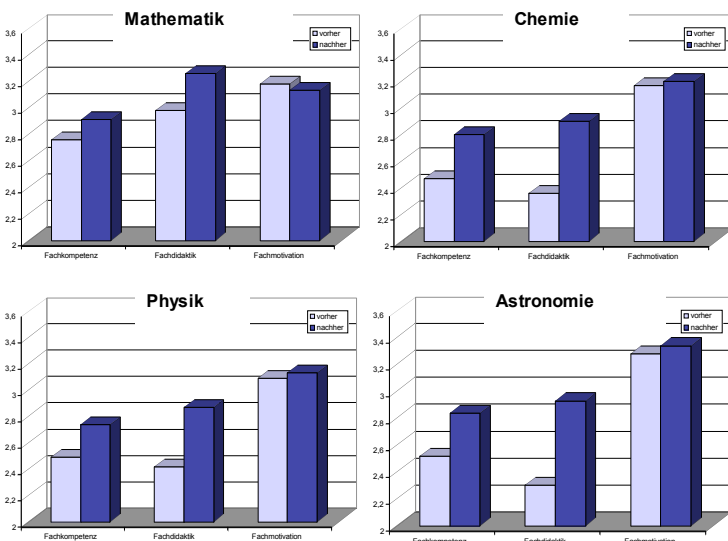 Mathematik
vorher
nachher
3,6
3,4
3,2
3
2,8
2,6
2,4
2,2
2
Fachkompetenz Fachdidaktik Fachmotivation
Chemie
vorher
nachher
3,6
3,4
3,2
3
2,8
2,6
2,4
2,2
2
Fachkompetenz Fachdidaktik Fachmotivation
Physik
vorher
nachher
3,6
3,4
3,2
3
2,8
2,6
2,4
2,2
2
Fachkompetenz Fachdidaktik Fachmotivation
Astronomie
vorher
nachher
3,6
3,4
3,2
3
2,8
2,6
2,4
2,2
2
Fachkompetenz Fachdidaktik Fachmotivation